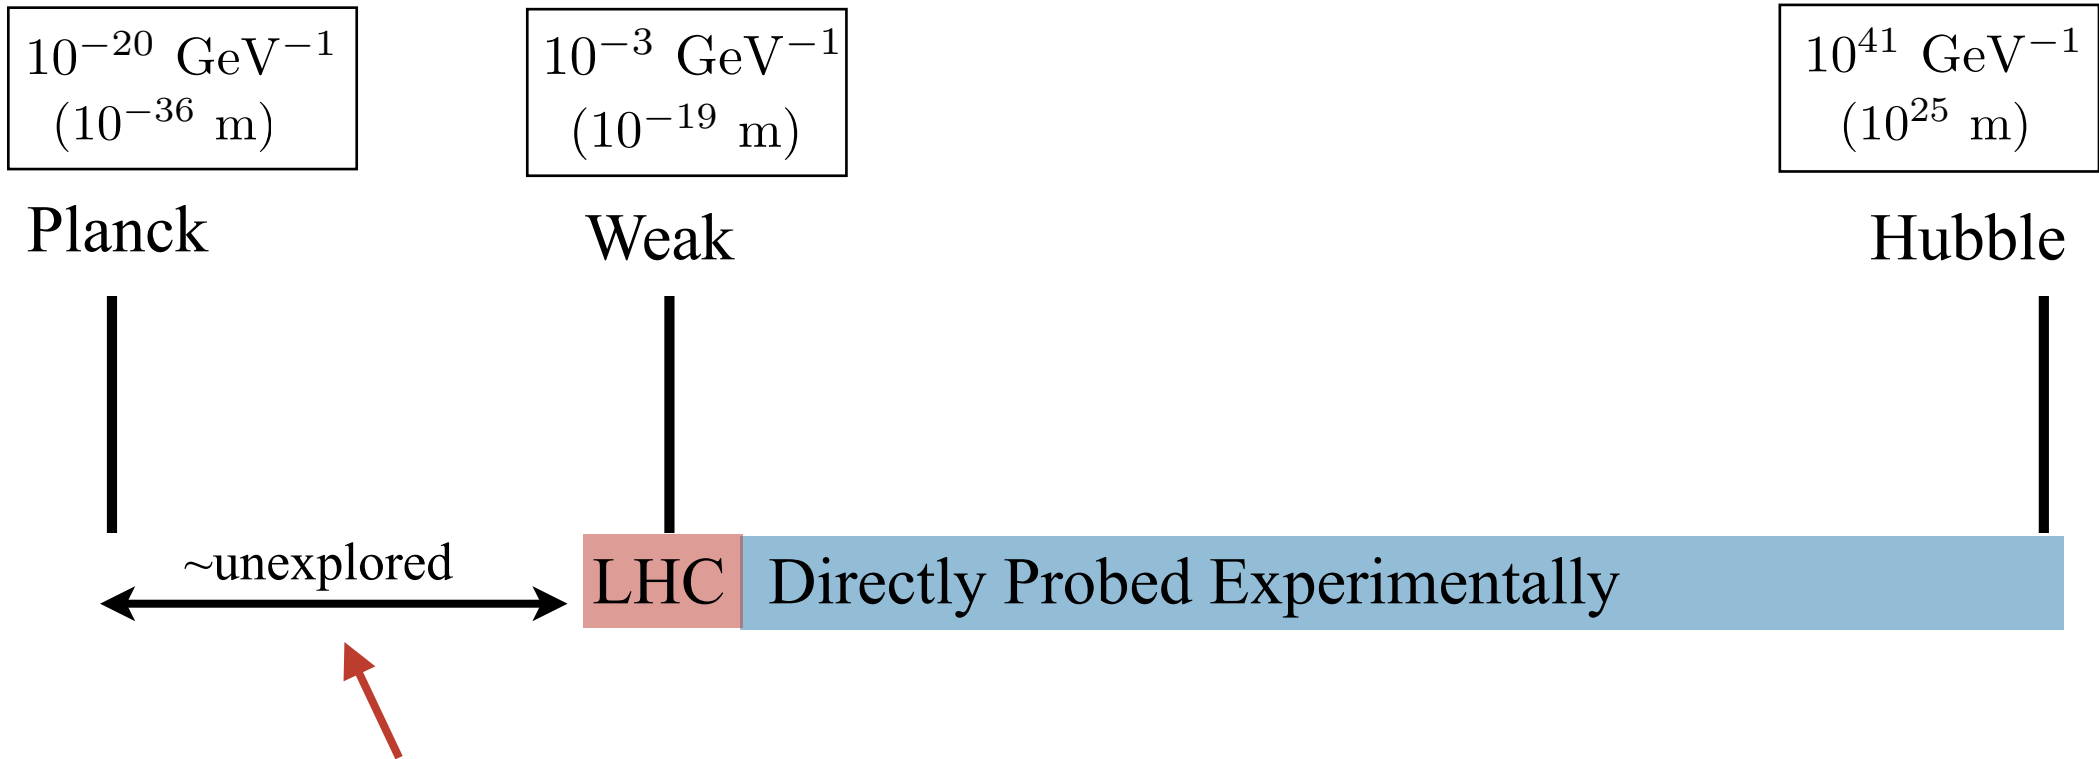 10⁻²⁰ GeV⁻¹
(10⁻³⁶ m)
10⁻³ GeV⁻¹
(10⁻¹⁹ m)
10⁴¹ GeV⁻¹
(10²⁵ m)
Planck
Weak
Hubble
~unexplored
LHC
Directly Probed Experimentally